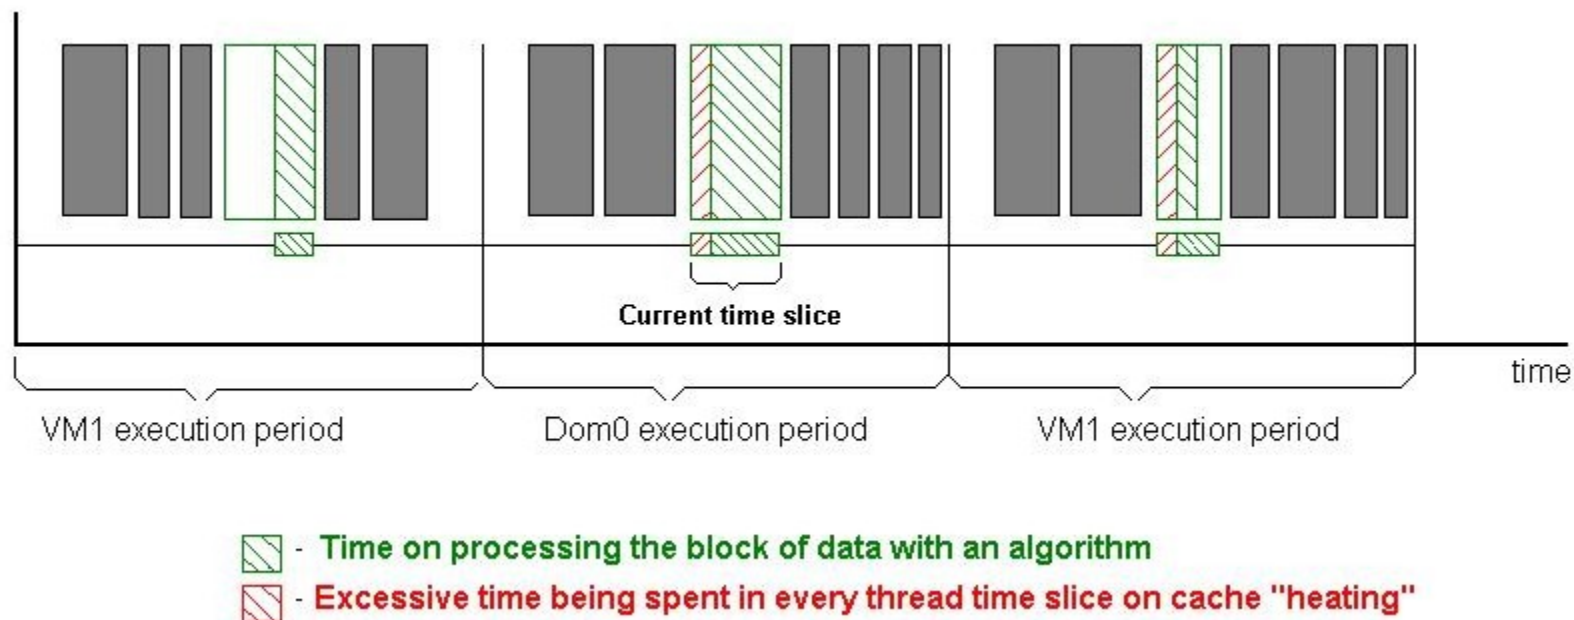 Current time slice
time
VM1 execution period
Dom0 execution period
VM1 execution period
- Time on processing the block of data with an algorithm
- Excessive time being spent in every thread time slice on cache "heating"